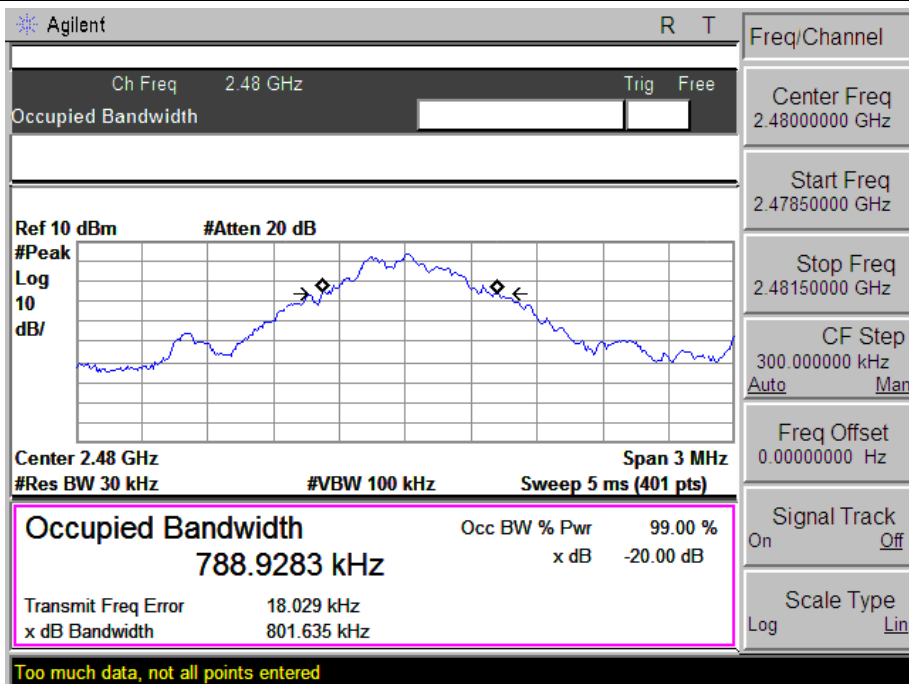 Agilent R T
Ch Freq 2.48 GHz Trig Free
Occupied Bandwidth
Ref 10 dBm #Atten 20 dB
#Peak
Log
10
dB/
Center 2.48 GHz Span 3 MHz
#Res BW 30 kHz #VBW 100 kHz Sweep 5 ms (401 pts)
Occupied Bandwidth
788.9283 kHz
Occ BW % Pwr 99.00 %
x dB -20.00 dB
Transmit Freq Error 18.029 kHz
x dB Bandwidth 801.635 kHz
Too much data, not all points entered
Freq/Channel
Center Freq
2.48000000 GHz
Start Freq
2.47850000 GHz
Stop Freq
2.48150000 GHz
CF Step
300.000000 kHz
Auto Man
Freq Offset
0.00000000 Hz
Signal Track
On Off
Scale Type
Log Lin